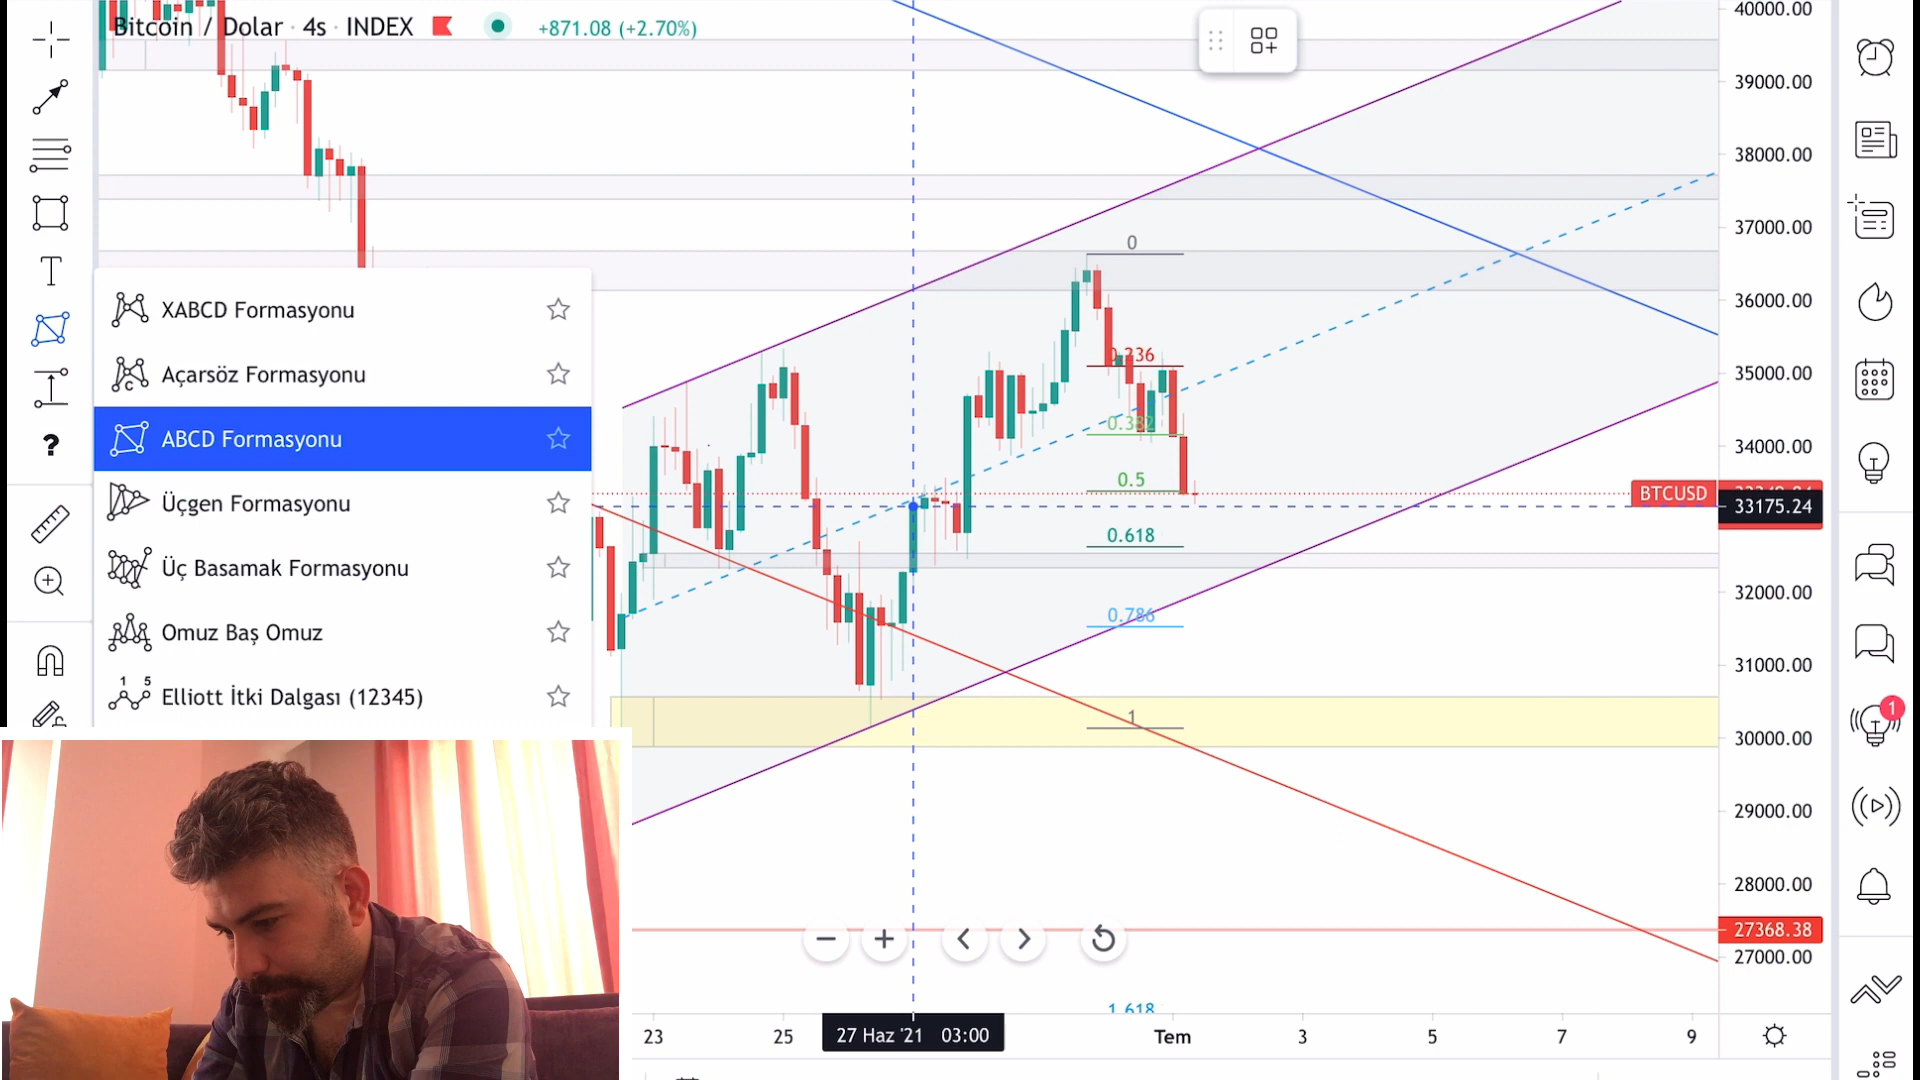 Bitcoin / Dolar · 4s · INDEX
+871.08 (+2.70%)
XABCD Formasyonu
Açarsöz Formasyonu
ABCD Formasyonu
Üçgen Formasyonu
Üç Basamak Formasyonu
Omuz Baş Omuz
1 5
Elliott İtki Dalgası (12345)
T
?
0
0.236
0.382
0.5
0.618
0.786
1
1.618
40000.00
39000.00
38000.00
37000.00
36000.00
35000.00
34000.00
BTCUSD
33175.24
32000.00
31000.00
30000.00
29000.00
28000.00
27368.38
27000.00
1
23
25
27 Haz '21 03:00
Tem
3
5
7
9